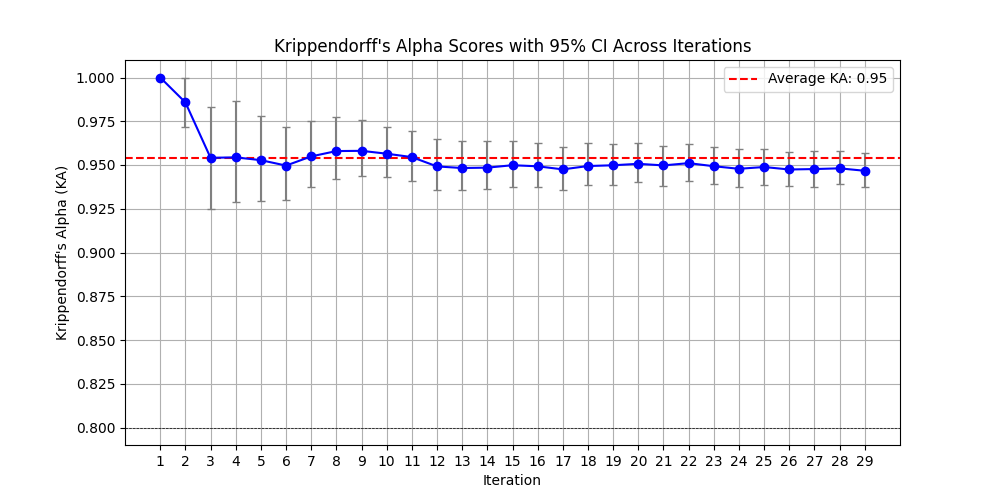 Krippendorff's Alpha Scores with 95% CI Across Iterations
Average KA: 0.95
Krippendorff's Alpha (KA)
1.000
0.975
0.950
0.925
0.900
0.875
0.850
0.825
0.800
1 2 3 4 5 6 7 8 9 10 11 12 13 14 15 16 17 18 19 20 21 22 23 24 25 26 27 28 29
Iteration